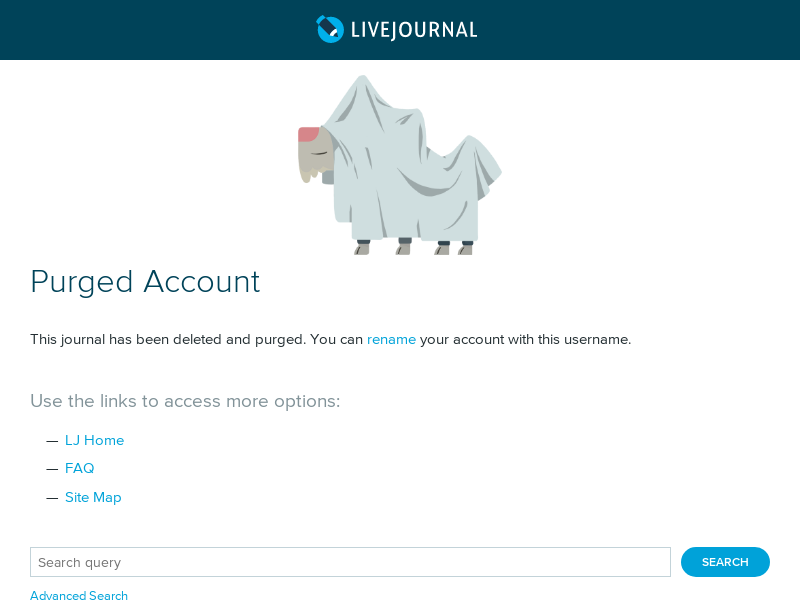 LIVEJOURNAL
Purged Account
This journal has been deleted and purged. You can rename your account with this username.
Use the links to access more options:
— LJ Home
— FAQ
— Site Map
Search query
SEARCH
Advanced Search